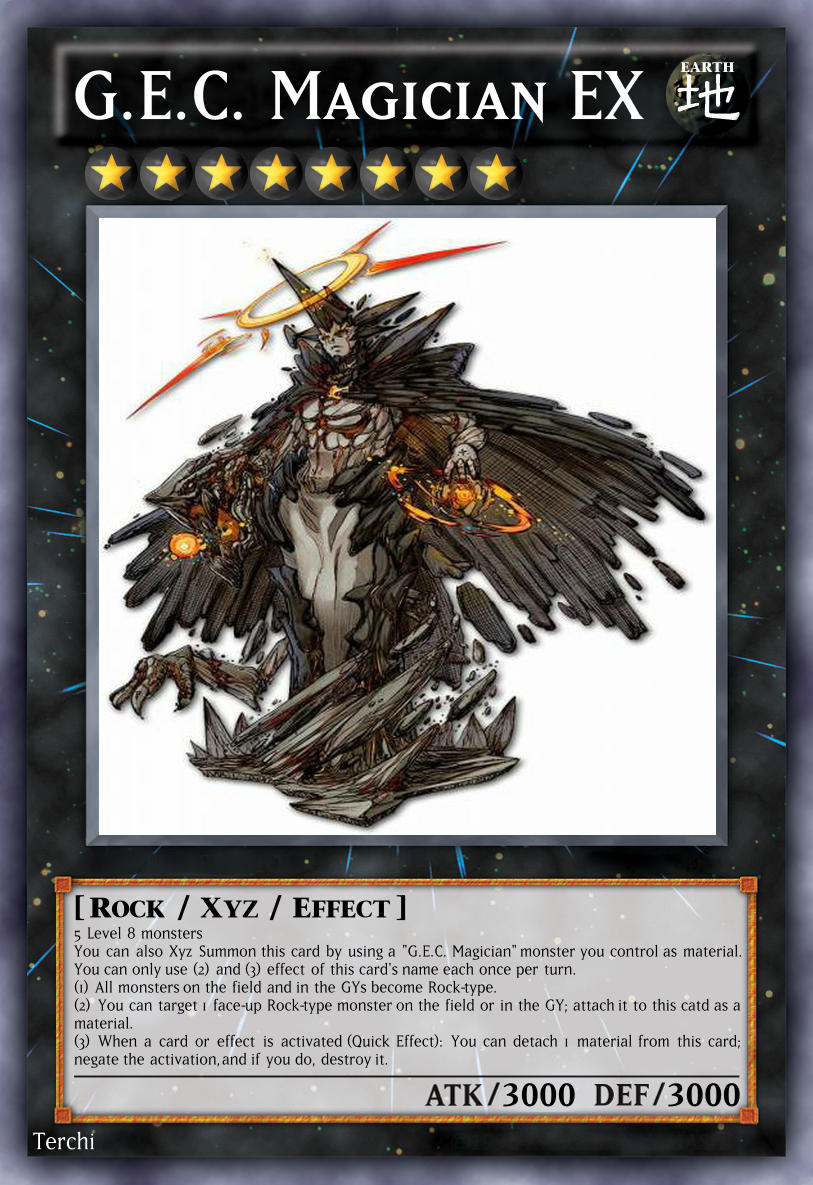 G.E.C. Magician EX
EARTH
地
[ Rock / Xyz / Effect ]
5 Level 8 monsters
You can also Xyz Summon this card by using a "G.E.C. Magician" monster you control as material.
You can only use (2) and (3) effect of this card's name each once per turn.
(1) All monsters on the field and in the GYs become Rock-type.
(2) You can target 1 face-up Rock-type monster on the field or in the GY; attach it to this catd as a
material.
(3) When a card or effect is activated (Quick Effect): You can detach 1 material from this card;
negate the activation,and if you do, destroy it.
ATK/3000 DEF/3000
Terchi